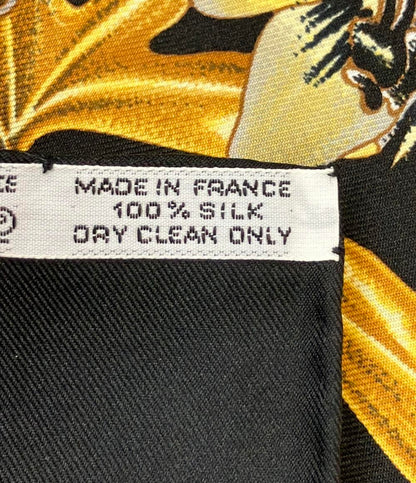 MADE IN FRANCE
100% SILK
DRY CLEAN ONLY